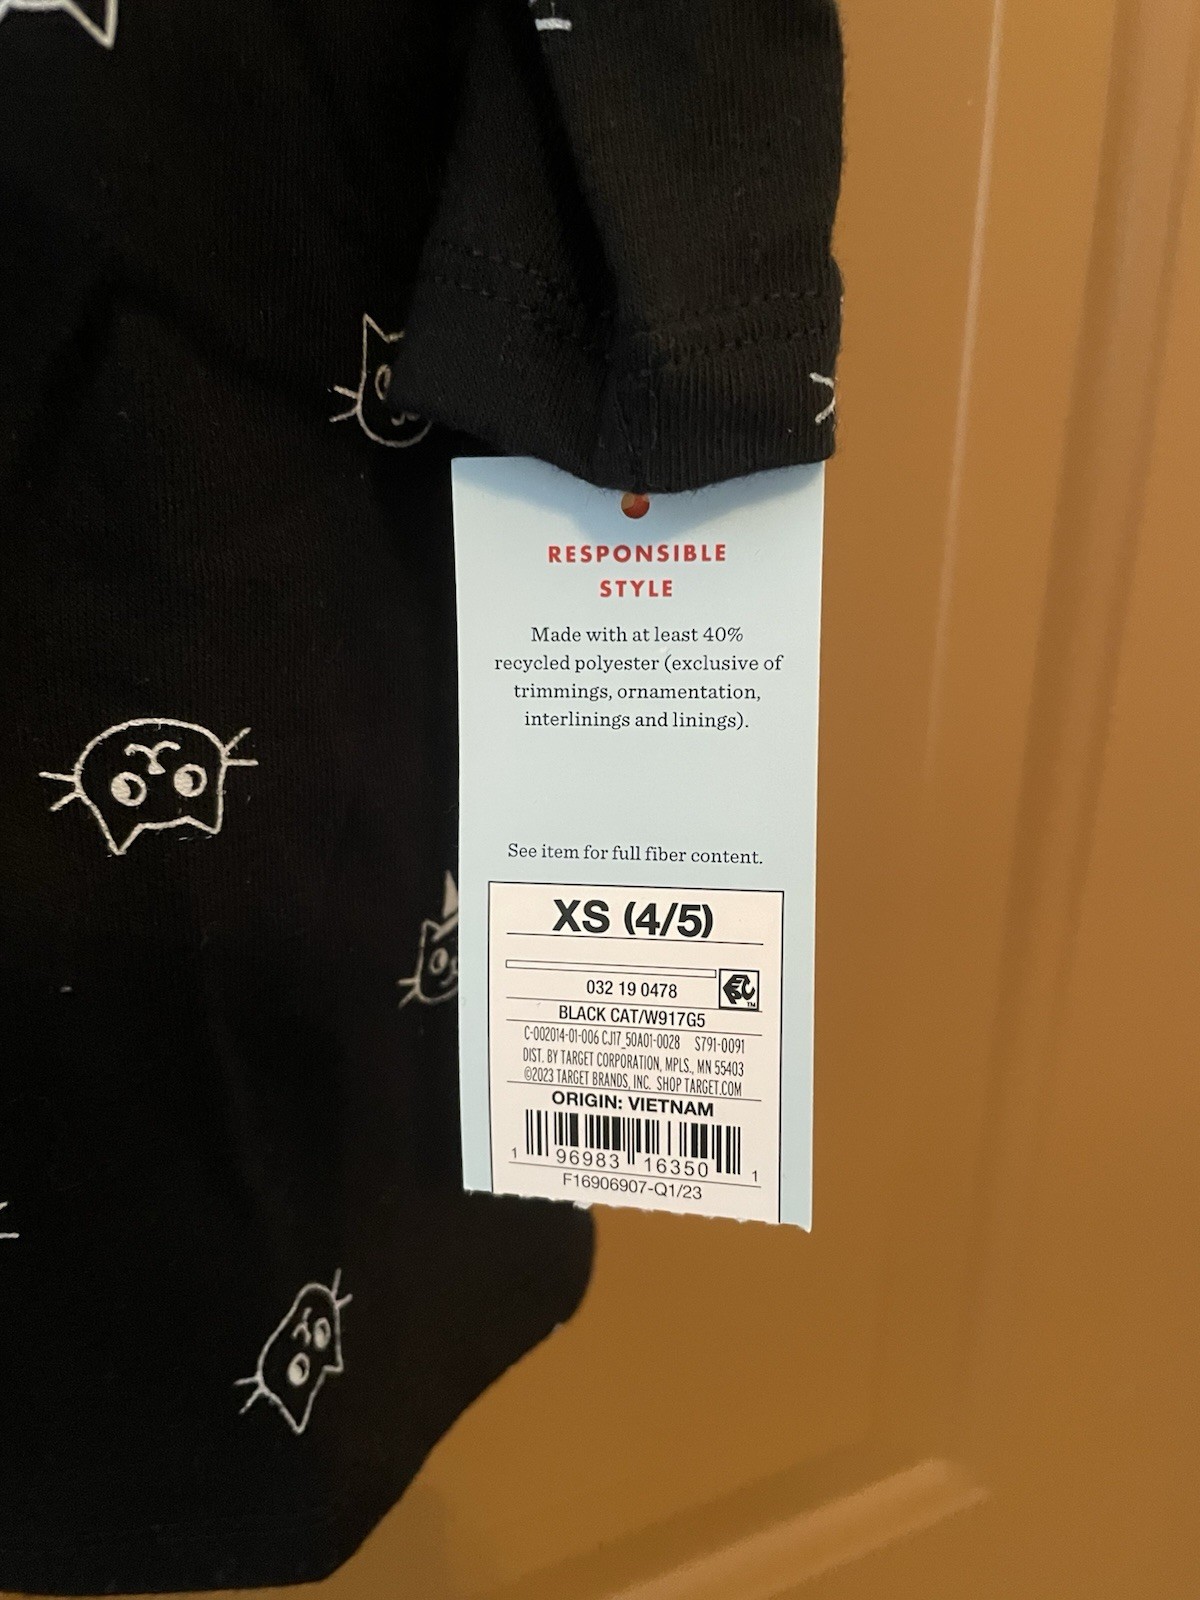 RESPONSIBLE
STYLE
Made with at least 40%
recycled polyester (exclusive of
trimmings, ornamentation,
interlinings and linings).
See item for full fiber content.
XS (4/5)
032 19 0478
BLACK CAT/W917G5
C-002014-01-006 CJ17_50A01-0028 S791-0091
DIST. BY TARGET CORPORATION, MPLS., MN 55403
©2023 TARGET BRANDS, INC. SHOP TARGET.COM
ORIGIN: VIETNAM
1 96983 16350 1
F16906907-Q1/23